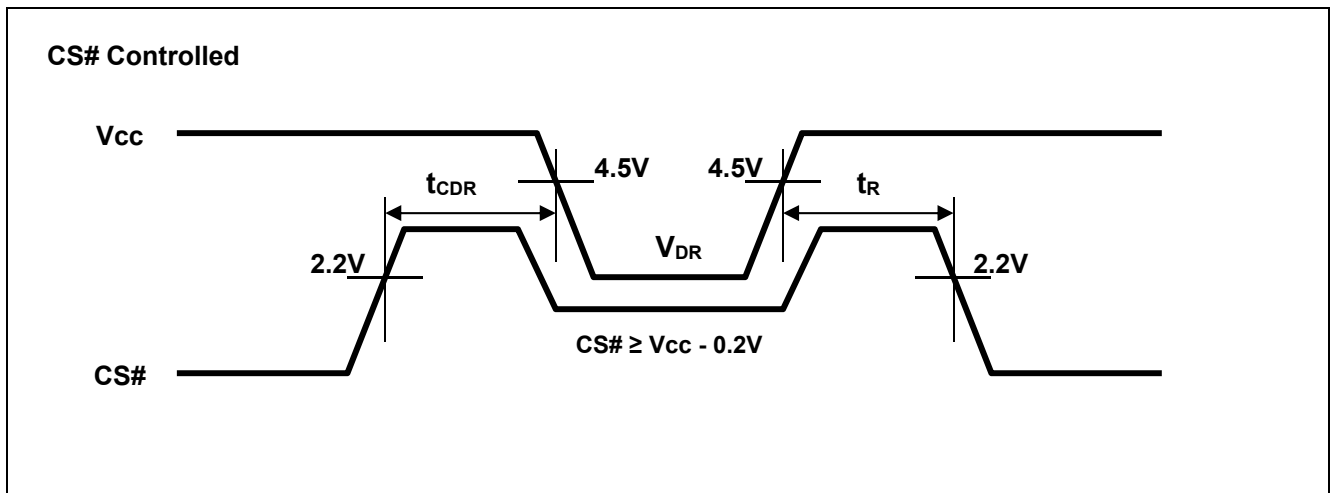 CS# Controlled
Vcc
4.5V
4.5V
tCDR
tR
VDR
2.2V
2.2V
CS# ≥ Vcc - 0.2V
CS#